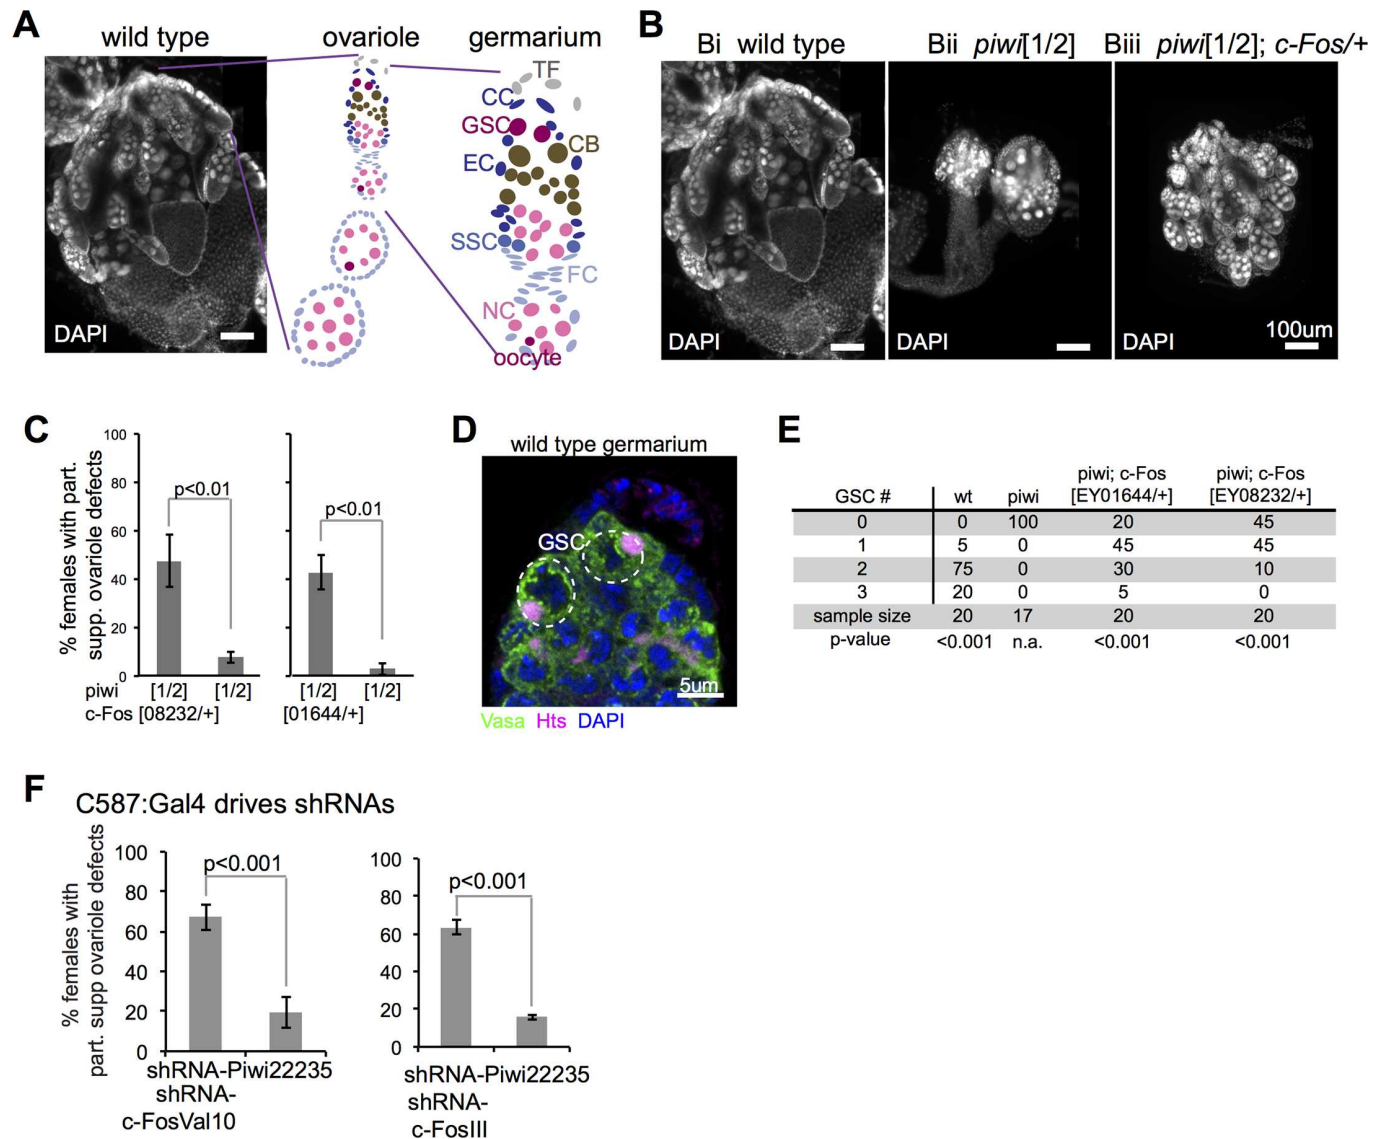 A
wild type
ovariole
germarium
DAPI
TF
CC
GSC
CB
EC
SSC
FC
NC
oocyte
B
Bi wild type
Bii piwi[1/2]
Biii piwi[1/2]; c-Fos/+
DAPI
DAPI
DAPI
100um
C
% females with part.
supp. ovariole defects
100
80
60
40
20
0
p<0.01
p<0.01
piwi [1/2] [1/2] [1/2] [1/2]
c-Fos [08232/+] [01644/+]
D
wild type germarium
GSC
5um
Vasa Hts DAPI
E
GSC # wt piwi piwi; c-Fos [EY01644/+] piwi; c-Fos [EY08232/+]
0 0 100 20 45
1 5 0 45 45
2 75 0 30 10
3 20 0 5 0
sample size 20 17 20 20
p-value <0.001 n.a. <0.001 <0.001
F
C587:Gal4 drives shRNAs
% females with
part. supp ovariole defects
100
80
60
40
20
0
p<0.001
shRNA-Piwi22235
shRNA-
c-FosVal10
100
80
60
40
20
0
p<0.001
shRNA-Piwi22235
shRNA-
c-FosIII